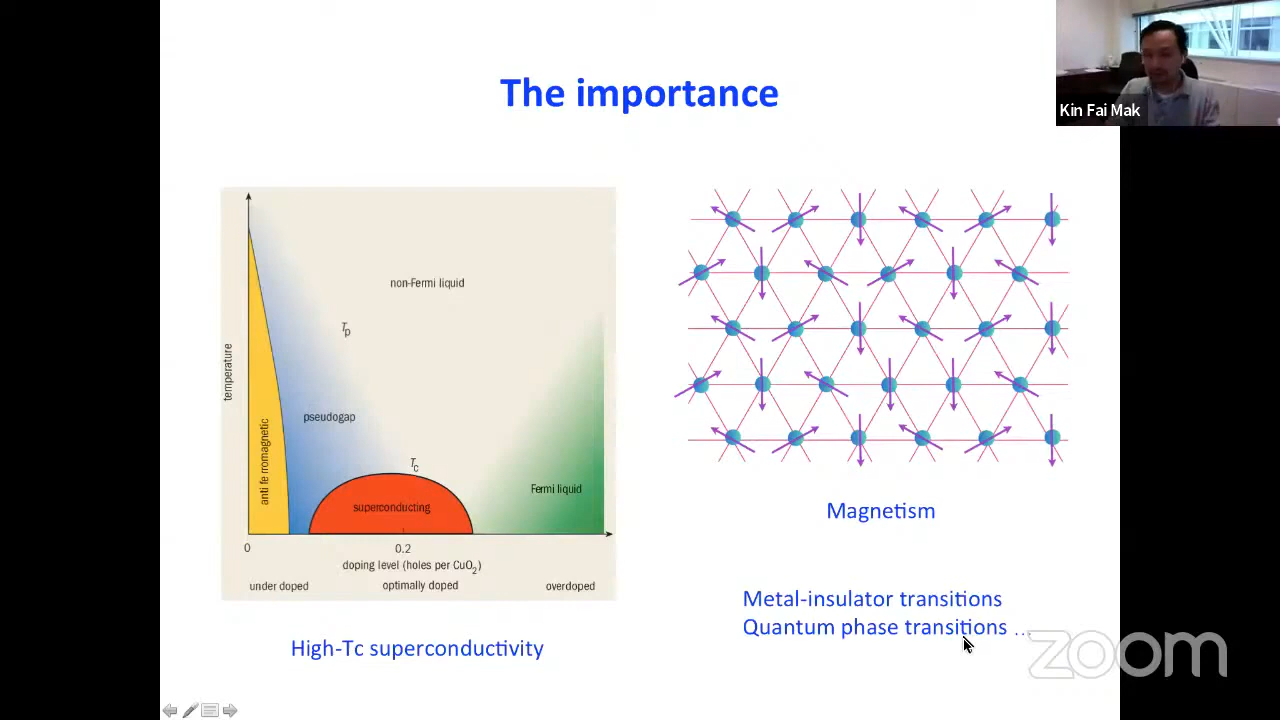 The importance
Kin Fai Mak
non-Fermi liquid
Tp
temperature
pseudogap
anti fe rromagnetic
Tc
superconducting
Fermi liquid
0
0.2
doping level (holes per CuO2)
under doped
optimally doped
overdoped
High-Tc superconductivity
Magnetism
Metal-insulator transitions
Quantum phase transitions ...
zoom